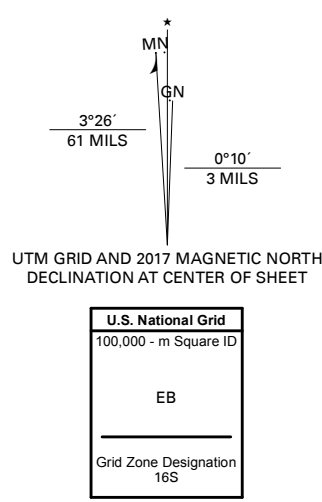 ★
MN
GN
3°26´
61 MILS
0°10´
3 MILS
UTM GRID AND 2017 MAGNETIC NORTH
DECLINATION AT CENTER OF SHEET
U.S. National Grid
100,000 - m Square ID
EB
Grid Zone Designation
16S